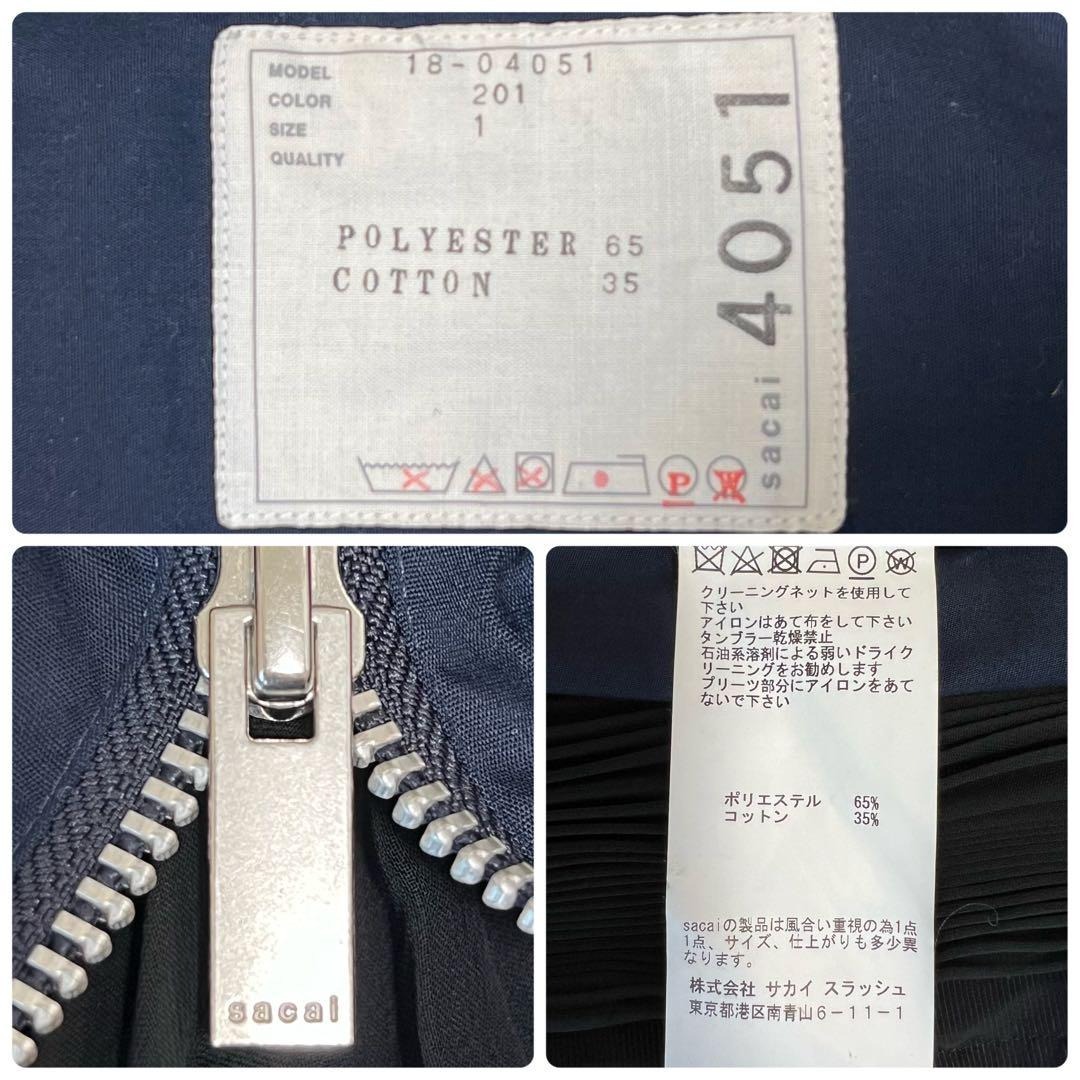 MODEL 18-04051
COLOR 201
SIZE 1
QUALITY
POLYESTER 65
COTTON 35
P
W
sacai 4051
sacai
P
W
クリーニングネットを使用して
下さい
アイロンはあて布をして下さい
タンブラー乾燥禁止
石油系溶剤による弱いドライク
リーニングをお勧めします
プリーツ部分にアイロンをあて
ないで下さい
ポリエステル 65%
コットン 35%
sacaiの製品は風合い重視の為1点
1点、サイズ、仕上がりも多少異
なります。
株式会社 サカイ スラッシュ
東京都港区南青山6-11-1